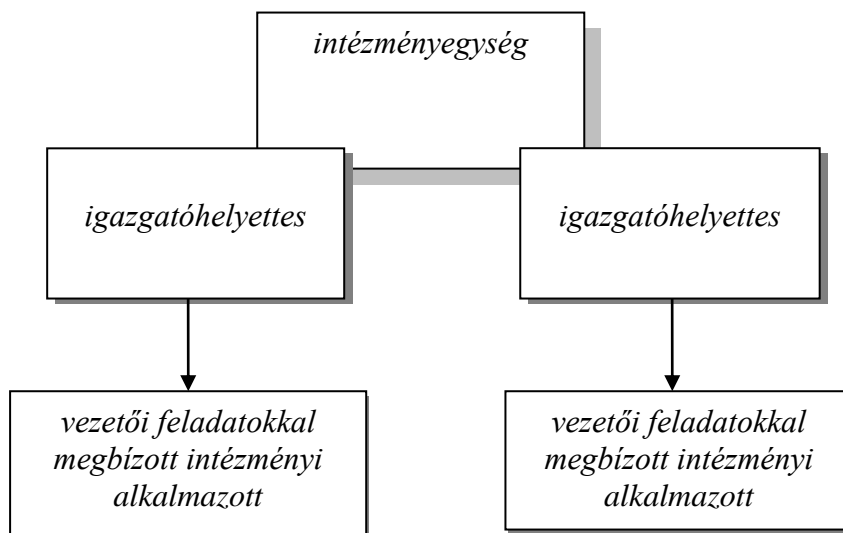 intézményegység
igazgatóhelyettes
igazgatóhelyettes
vezetői feladatokkal
megbízott intézményi
alkalmazott
vezetői feladatokkal
megbízott intézményi
alkalmazott